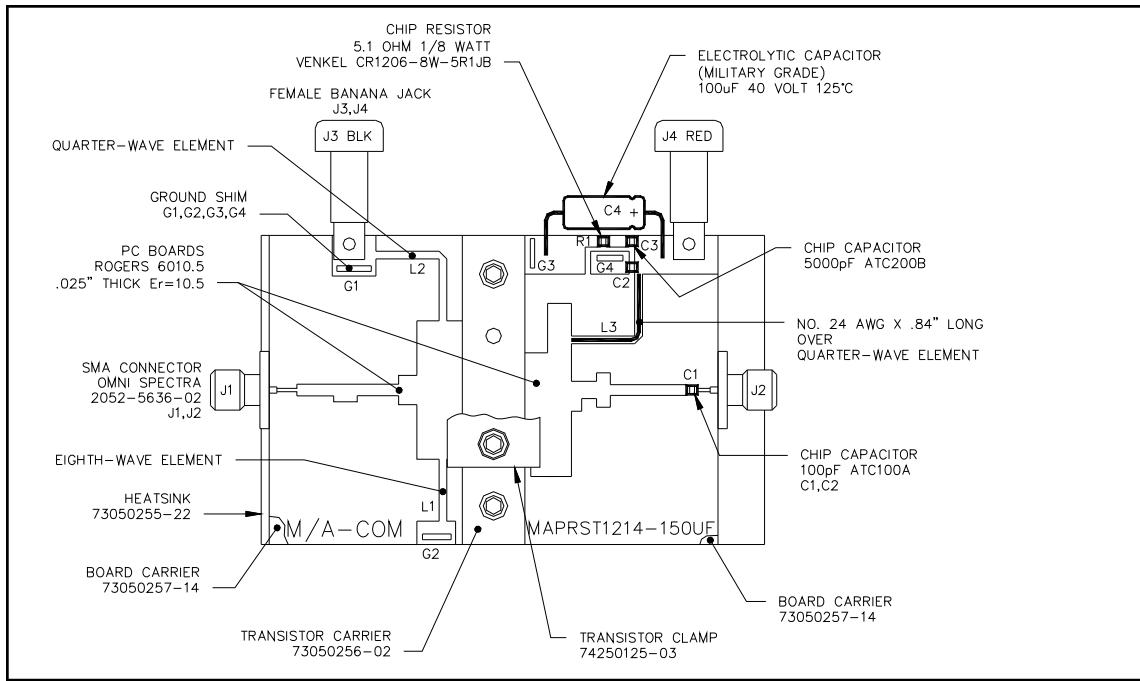 CHIP RESISTOR
5.1 OHM 1/8 WATT
VENKEL CR1206-8W-5R1JB
ELECTROLYTIC CAPACITOR
(MILITARY GRADE)
100uF 40 VOLT 125°C
FEMALE BANANA JACK
J3,J4
J3 BLK
J4 RED
QUARTER-WAVE ELEMENT
GROUND SHIM
G1,G2,G3,G4
C4 +
R1
C3
PC BOARDS
ROGERS 6010.5
.025" THICK Er=10.5
G1
L2
G3
G4
C2
CHIP CAPACITOR
5000pF ATC200B
L3
NO. 24 AWG X .84" LONG
OVER
QUARTER-WAVE ELEMENT
SMA CONNECTOR
OMNI SPECTRA
2052-5636-02
J1,J2
J1
C1
J2
EIGHTH-WAVE ELEMENT
CHIP CAPACITOR
100pF ATC100A
C1,C2
HEATSINK
73050255-22
L1
M/A-COM
MAPRST1214-150UF
G2
BOARD CARRIER
73050257-14
BOARD CARRIER
73050257-14
TRANSISTOR CARRIER
73050256-02
TRANSISTOR CLAMP
74250125-03